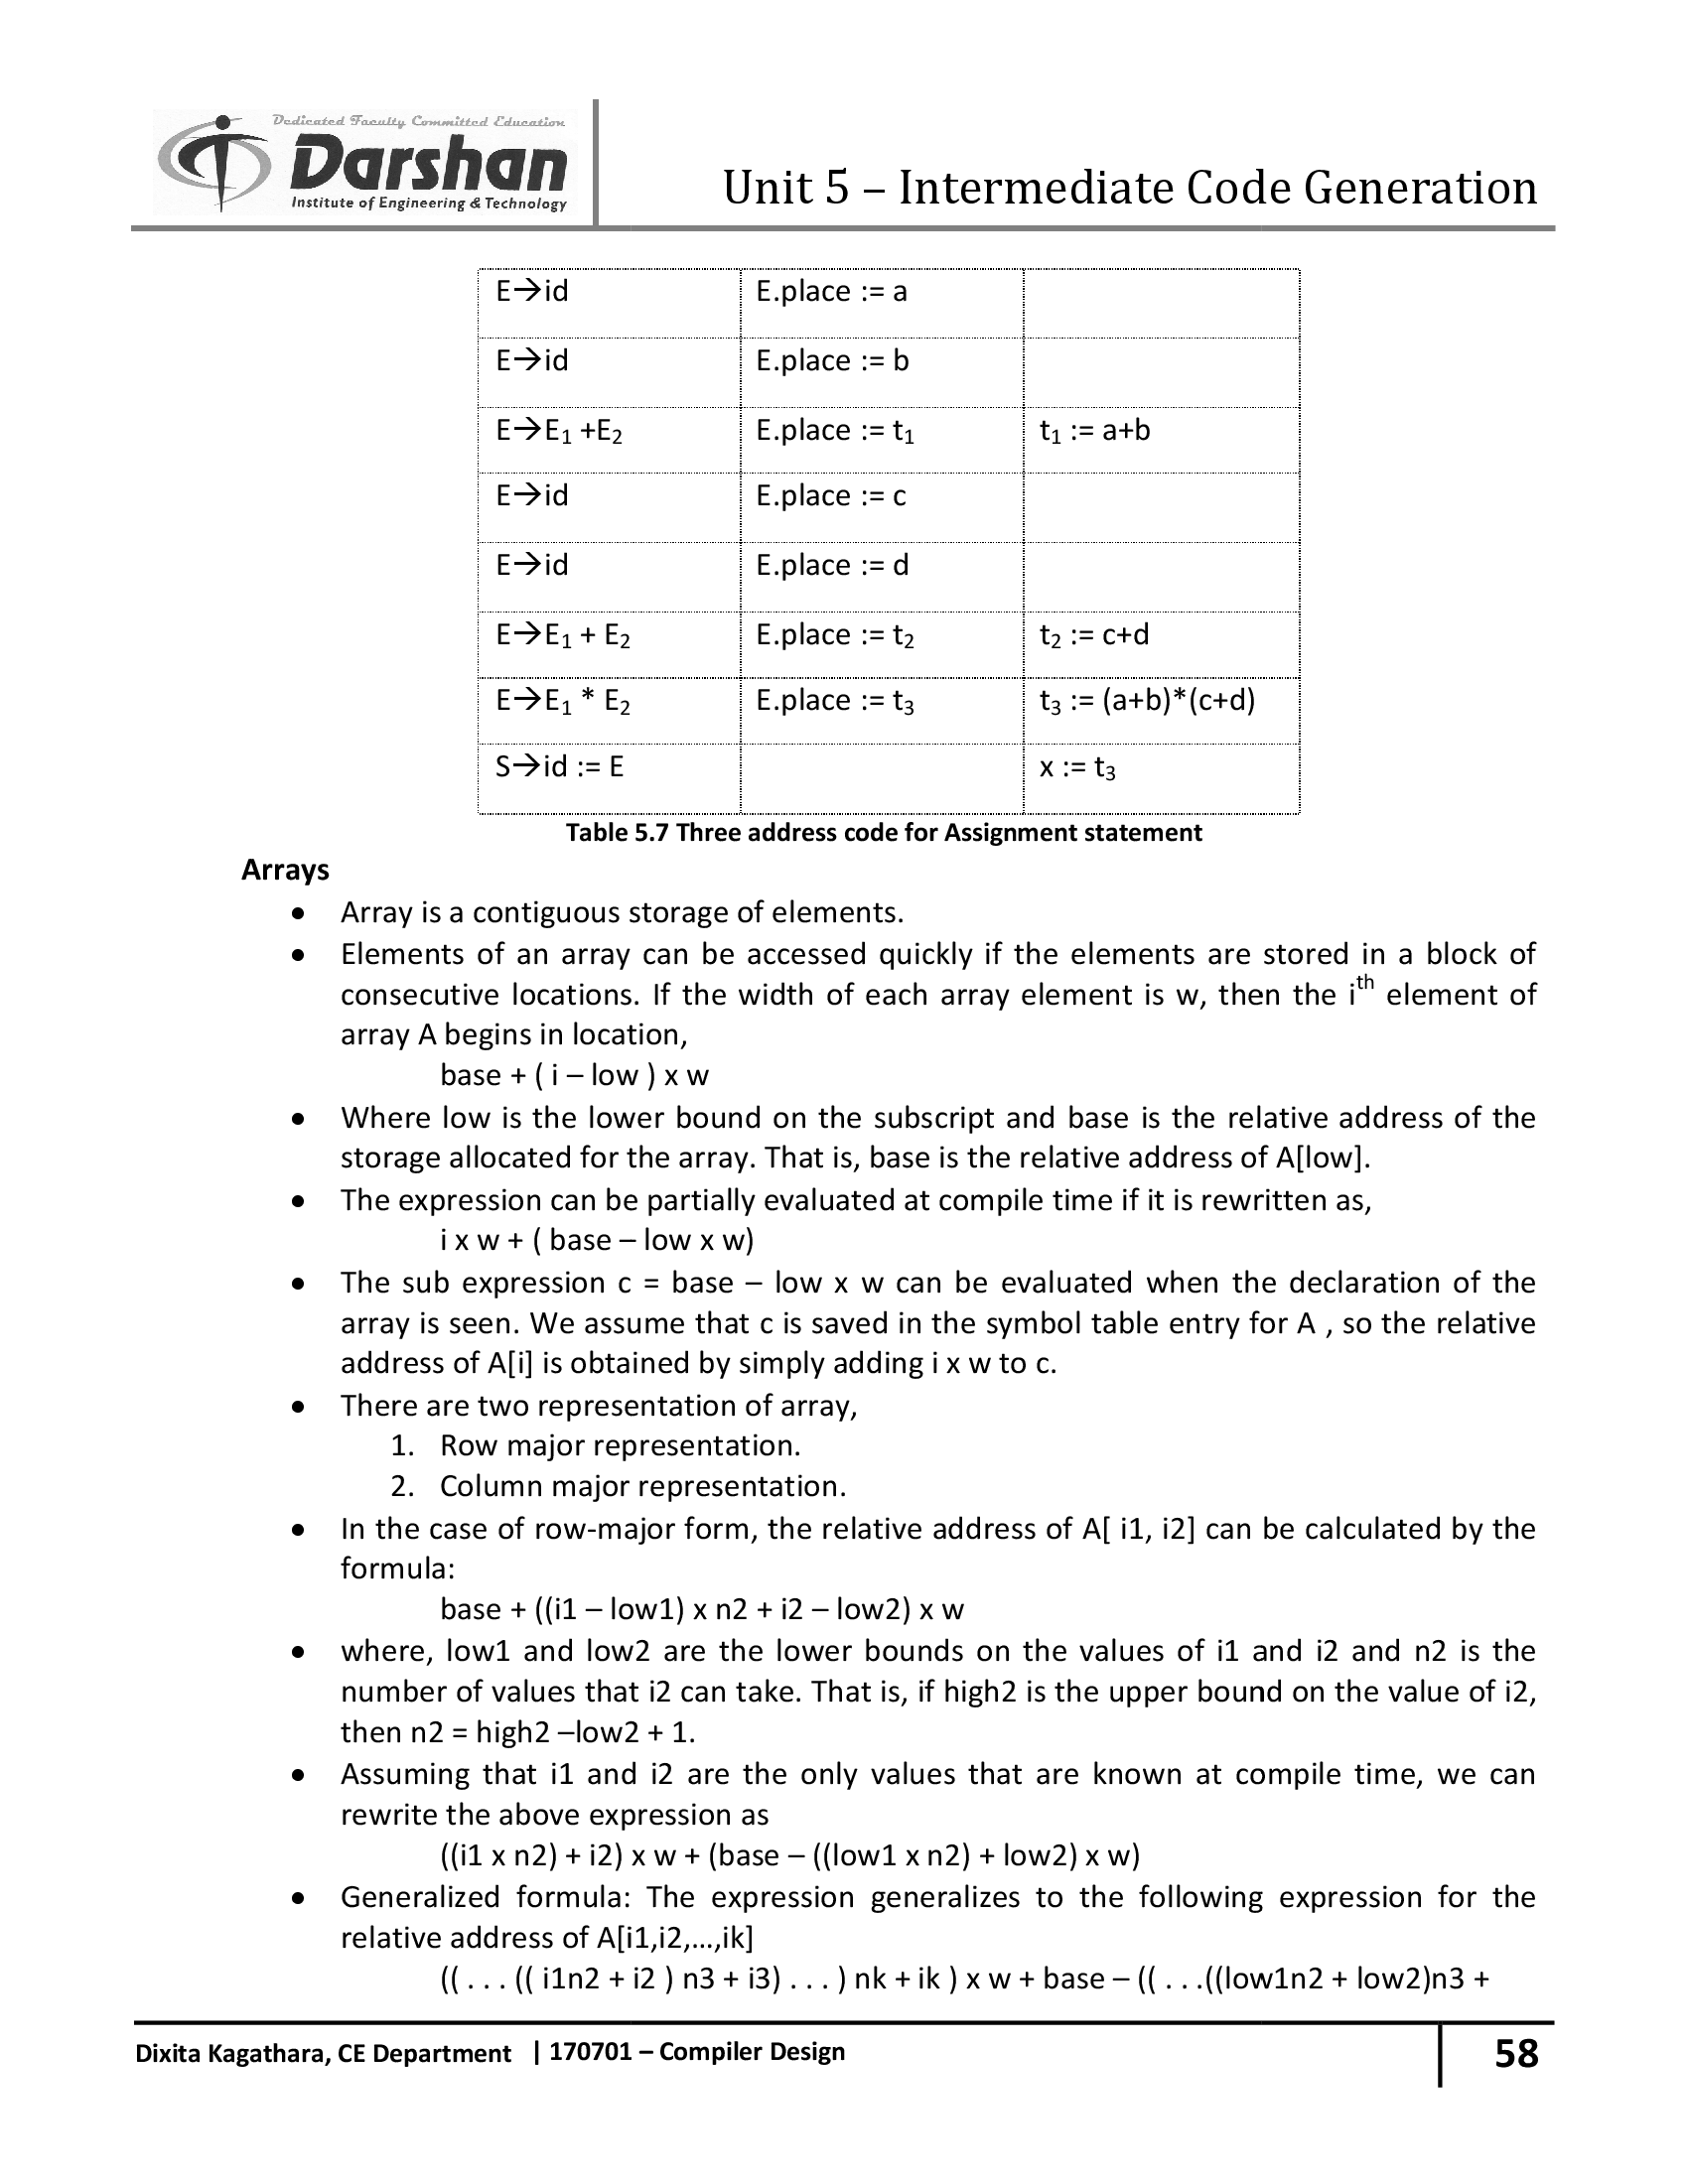 Dedicated Faculty Committed Education
Darshan
Institute of Engineering & Technology
Unit 5 – Intermediate Code Generation
E→id E.place := a
E→id E.place := b
E→E₁ +E₂ E.place := t₁ t₁ := a+b
E→id E.place := c
E→id E.place := d
E→E₁ + E₂ E.place := t₂ t₂ := c+d
E→E₁ * E₂ E.place := t₃ t₃ := (a+b)*(c+d)
S→id := E x := t₃
Table 5.7 Three address code for Assignment statement
Arrays
• Array is a contiguous storage of elements.
• Elements of an array can be accessed quickly if the elements are stored in a block of
consecutive locations. If the width of each array element is w, then the iᵗʰ element of
array A begins in location,
base + ( i – low ) x w
• Where low is the lower bound on the subscript and base is the relative address of the
storage allocated for the array. That is, base is the relative address of A[low].
• The expression can be partially evaluated at compile time if it is rewritten as,
i x w + ( base – low x w)
• The sub expression c = base – low x w can be evaluated when the declaration of the
array is seen. We assume that c is saved in the symbol table entry for A , so the relative
address of A[i] is obtained by simply adding i x w to c.
• There are two representation of array,
1. Row major representation.
2. Column major representation.
• In the case of row-major form, the relative address of A[ i1, i2] can be calculated by the
formula:
base + ((i1 – low1) x n2 + i2 – low2) x w
• where, low1 and low2 are the lower bounds on the values of i1 and i2 and n2 is the
number of values that i2 can take. That is, if high2 is the upper bound on the value of i2,
then n2 = high2 –low2 + 1.
• Assuming that i1 and i2 are the only values that are known at compile time, we can
rewrite the above expression as
((i1 x n2) + i2) x w + (base – ((low1 x n2) + low2) x w)
• Generalized formula: The expression generalizes to the following expression for the
relative address of A[i1,i2,...,ik]
(( . . . (( i1n2 + i2 ) n3 + i3) . . . ) nk + ik ) x w + base – (( . . .((low1n2 + low2)n3 +
Dixita Kagathara, CE Department | 170701 – Compiler Design 58